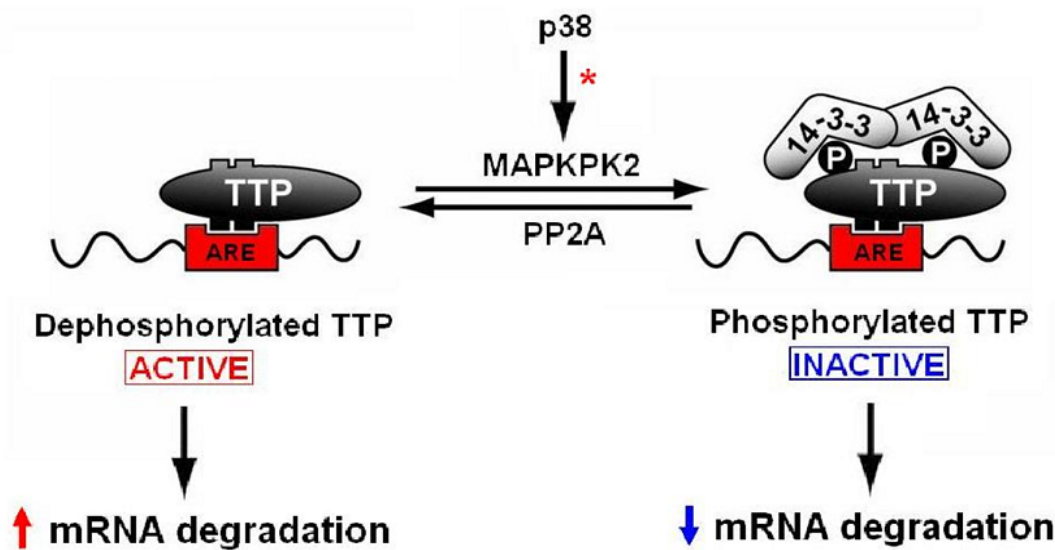 p38
*
14-3-3 14-3-3
P P
MAPKPK2
TTP TTP
PP2A
ARE ARE
Dephosphorylated TTP
Phosphorylated TTP
ACTIVE
INACTIVE
mRNA degradation
mRNA degradation